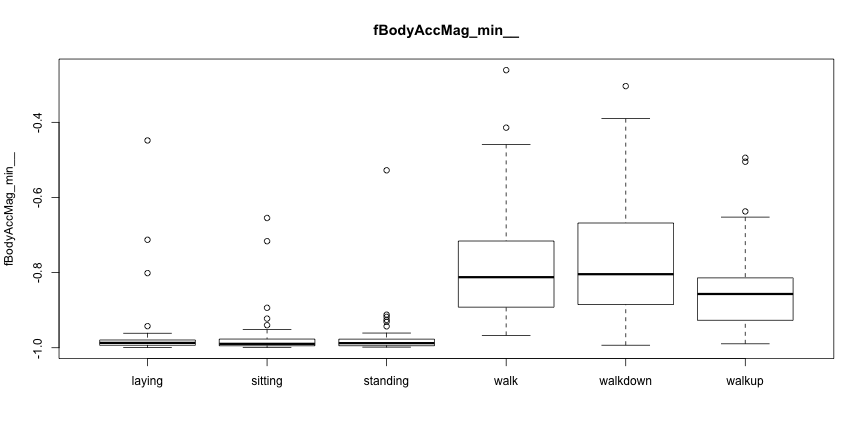 fBodyAccMag_min__
fBodyAccMag_min__
-0.4
-0.6
-0.8
-1.0
laying sitting standing walk walkdown walkup